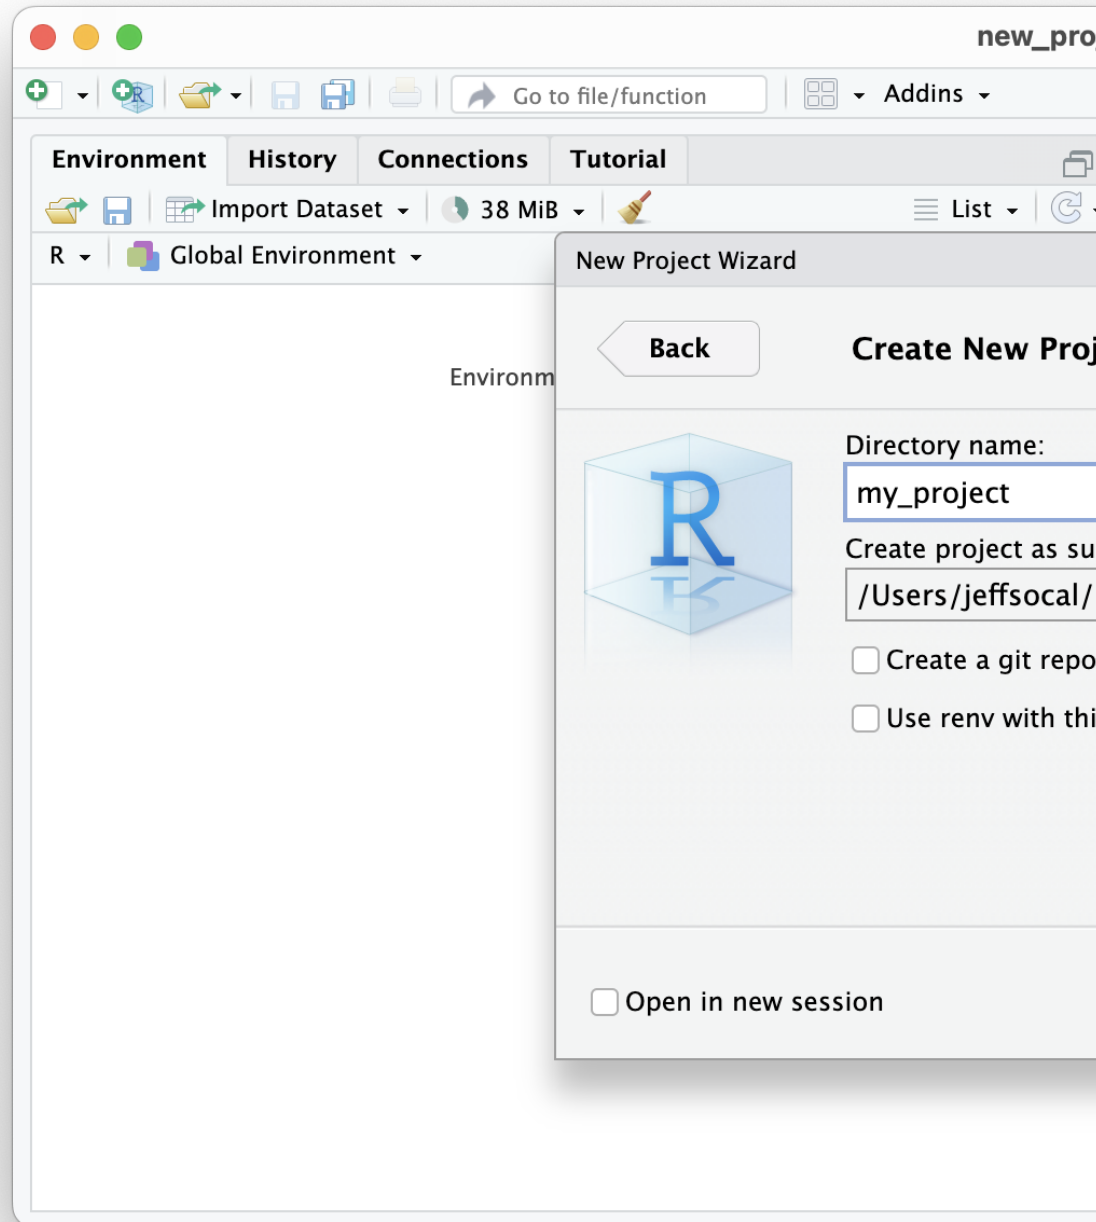 new_pro
Go to file/function
Addins
Environment History Connections Tutorial
Import Dataset 38 MiB List
R Global Environment
New Project Wizard
Back
Create New Proj
Environm
R
Directory name:
my_project
Create project as su
/Users/jeffsocal/
Create a git repo
Use renv with thi
Open in new session